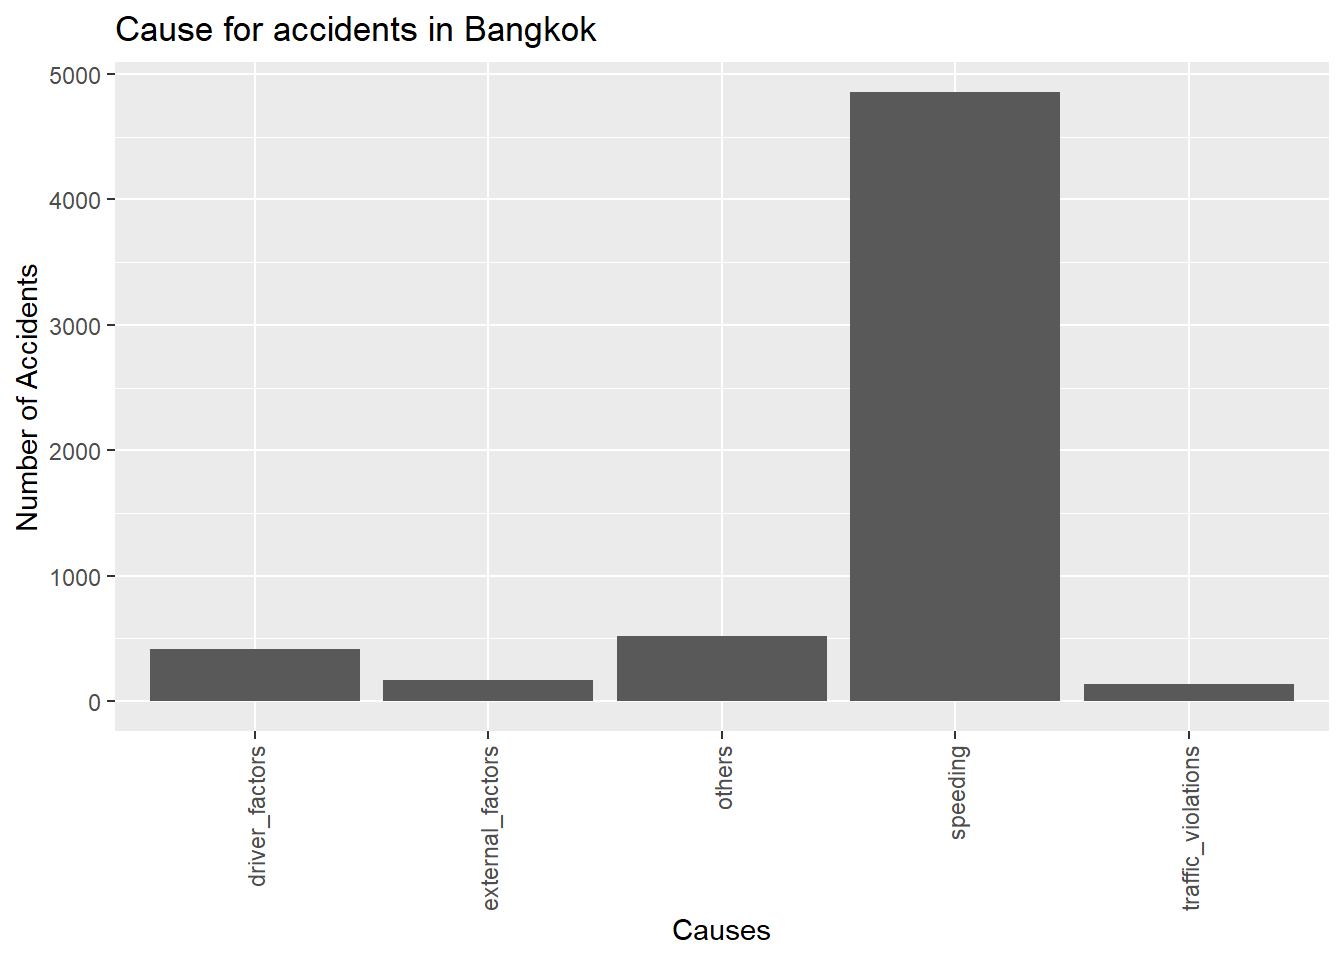 Cause for accidents in Bangkok
Number of Accidents
5000
4000
3000
2000
1000
0
driver_factors
external_factors
others
speeding
traffic_violations
Causes